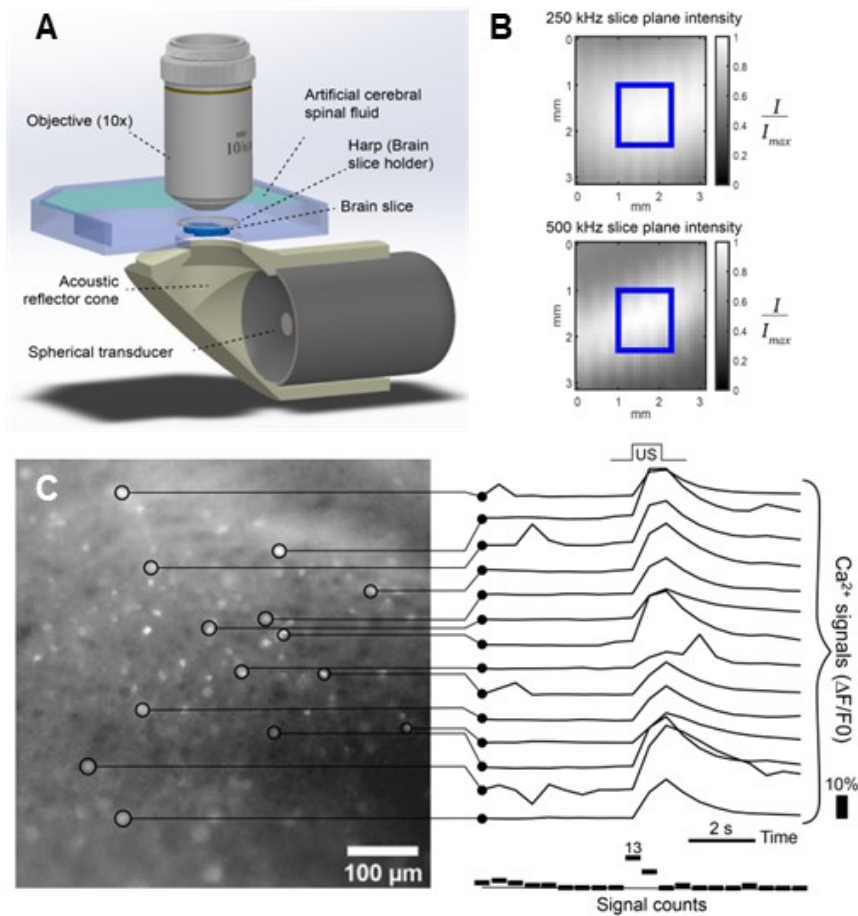 A
Objective (10x)
Artificial cerebral
spinal fluid
Harp (Brain
slice holder)
Brain slice
Acoustic
reflector cone
Spherical transducer
10/
B
250 kHz slice plane intensity
0
1
2
3
mm
0
1
2
3
mm
1
0.8
0.6
0.4
0.2
0
I
Imax
500 kHz slice plane intensity
0
1
2
3
mm
0
1
2
3
mm
1
0.8
0.6
0.4
0.2
0
I
Imax
C
100 µm
US
Ca2+ signals (ΔF/F0)
10%
2 s
Time
13
Signal counts